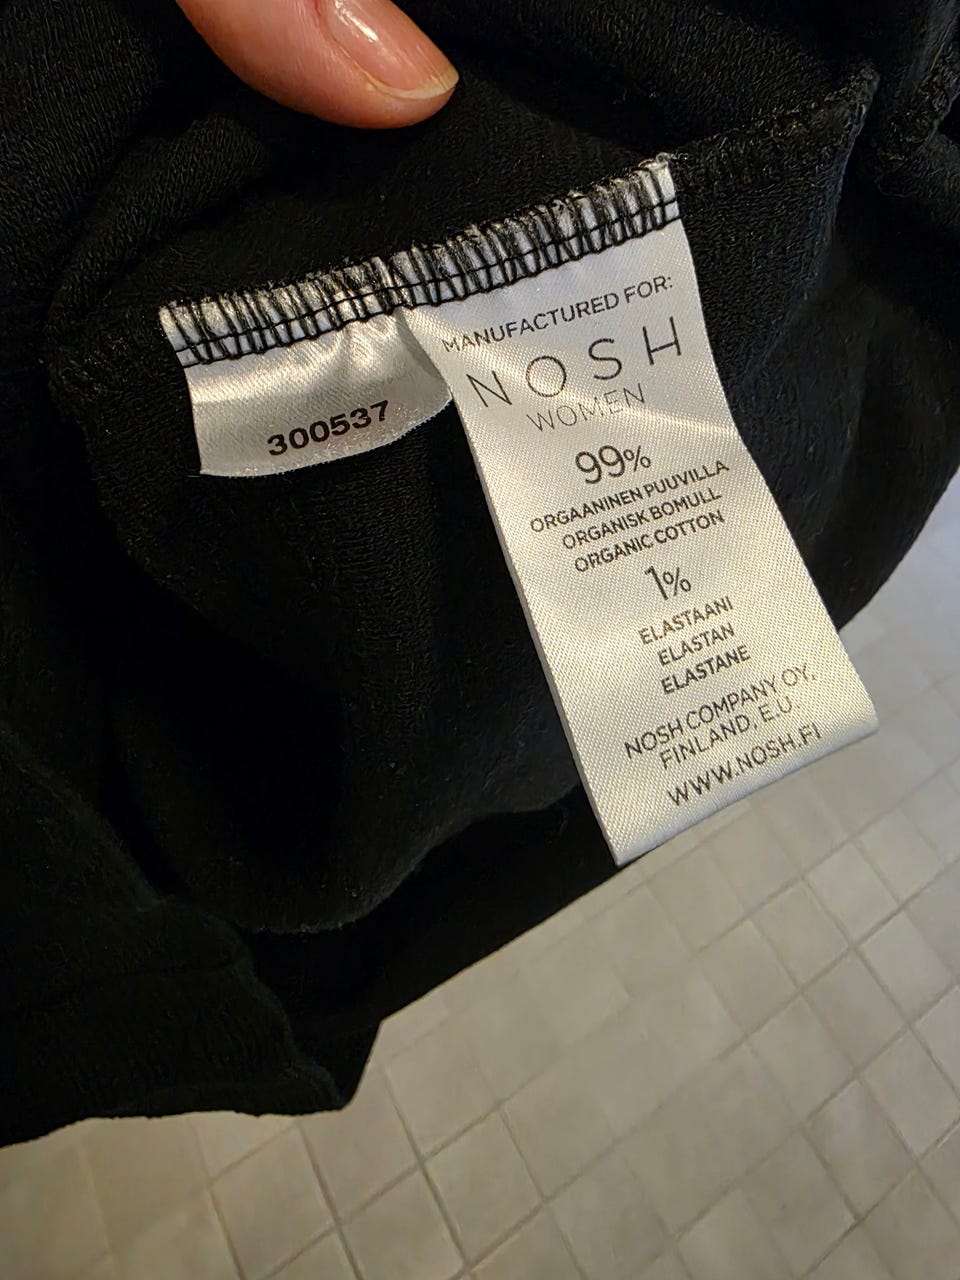 300537
MANUFACTURED FOR:
NOSH
WOMEN
99%
ORGAANINEN PUUVILLA
ORGANISK BOMULL
ORGANIC COTTON
1%
ELASTAANI
ELASTAN
ELASTANE
NOSH COMPANY OY,
FINLAND, E.U.
WWW.NOSH.FI